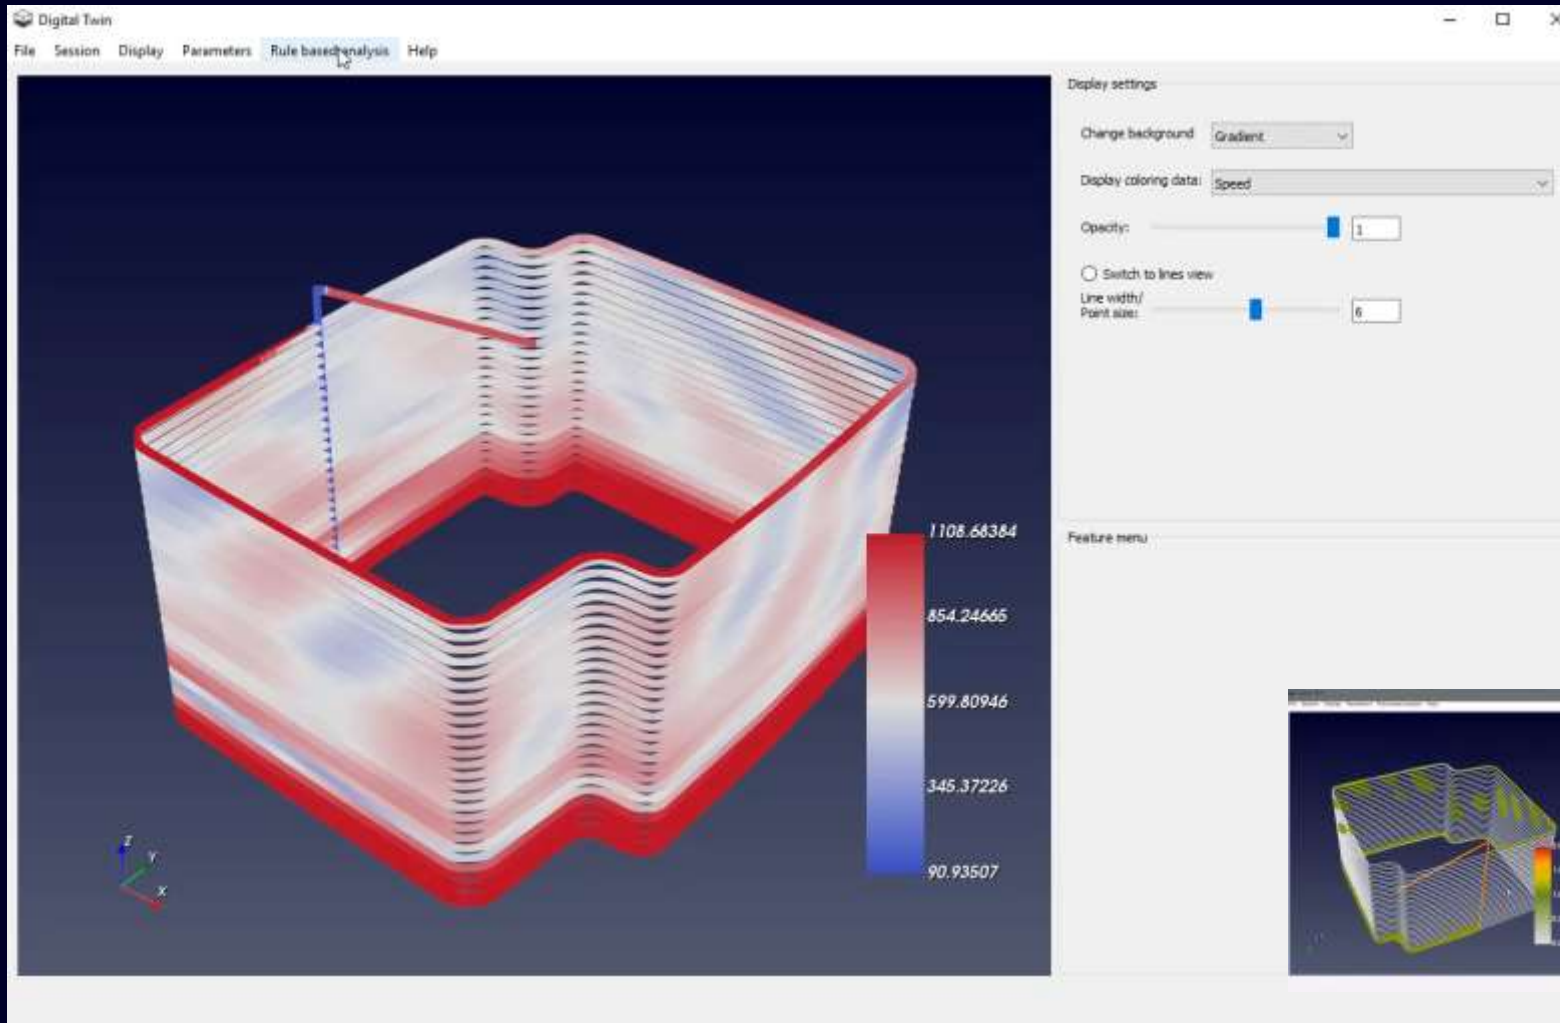 Digital Twin
File Session Display Parameters Rule based analysis Help
Display settings
Change background Gradient
Display coloring data: Speed
Opacity: 1
Switch to lines view
Line width/
Point size: 6
Feature menu
1108.68384
854.24665
599.80946
345.37226
90.93507
Z
Y
X